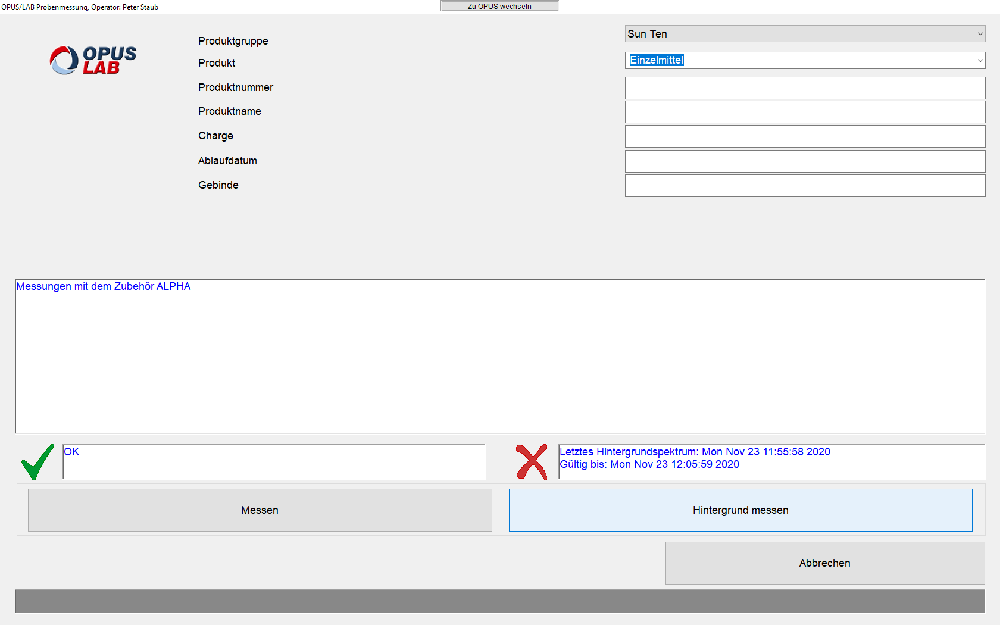 OPUS/LAB Probenmessung, Operator: Peter Staub
Zu OPUS wechseln
OPUS
LAB
Produktgruppe
Sun Ten
Produkt
Einzelmittel
Produktnummer
Produktname
Charge
Ablaufdatum
Gebinde
Messungen mit dem Zubehör ALPHA
OK
Letztes Hintergrundspektrum: Mon Nov 23 11:55:58 2020
Gültig bis: Mon Nov 23 12:05:59 2020
Messen
Hintergrund messen
Abbrechen